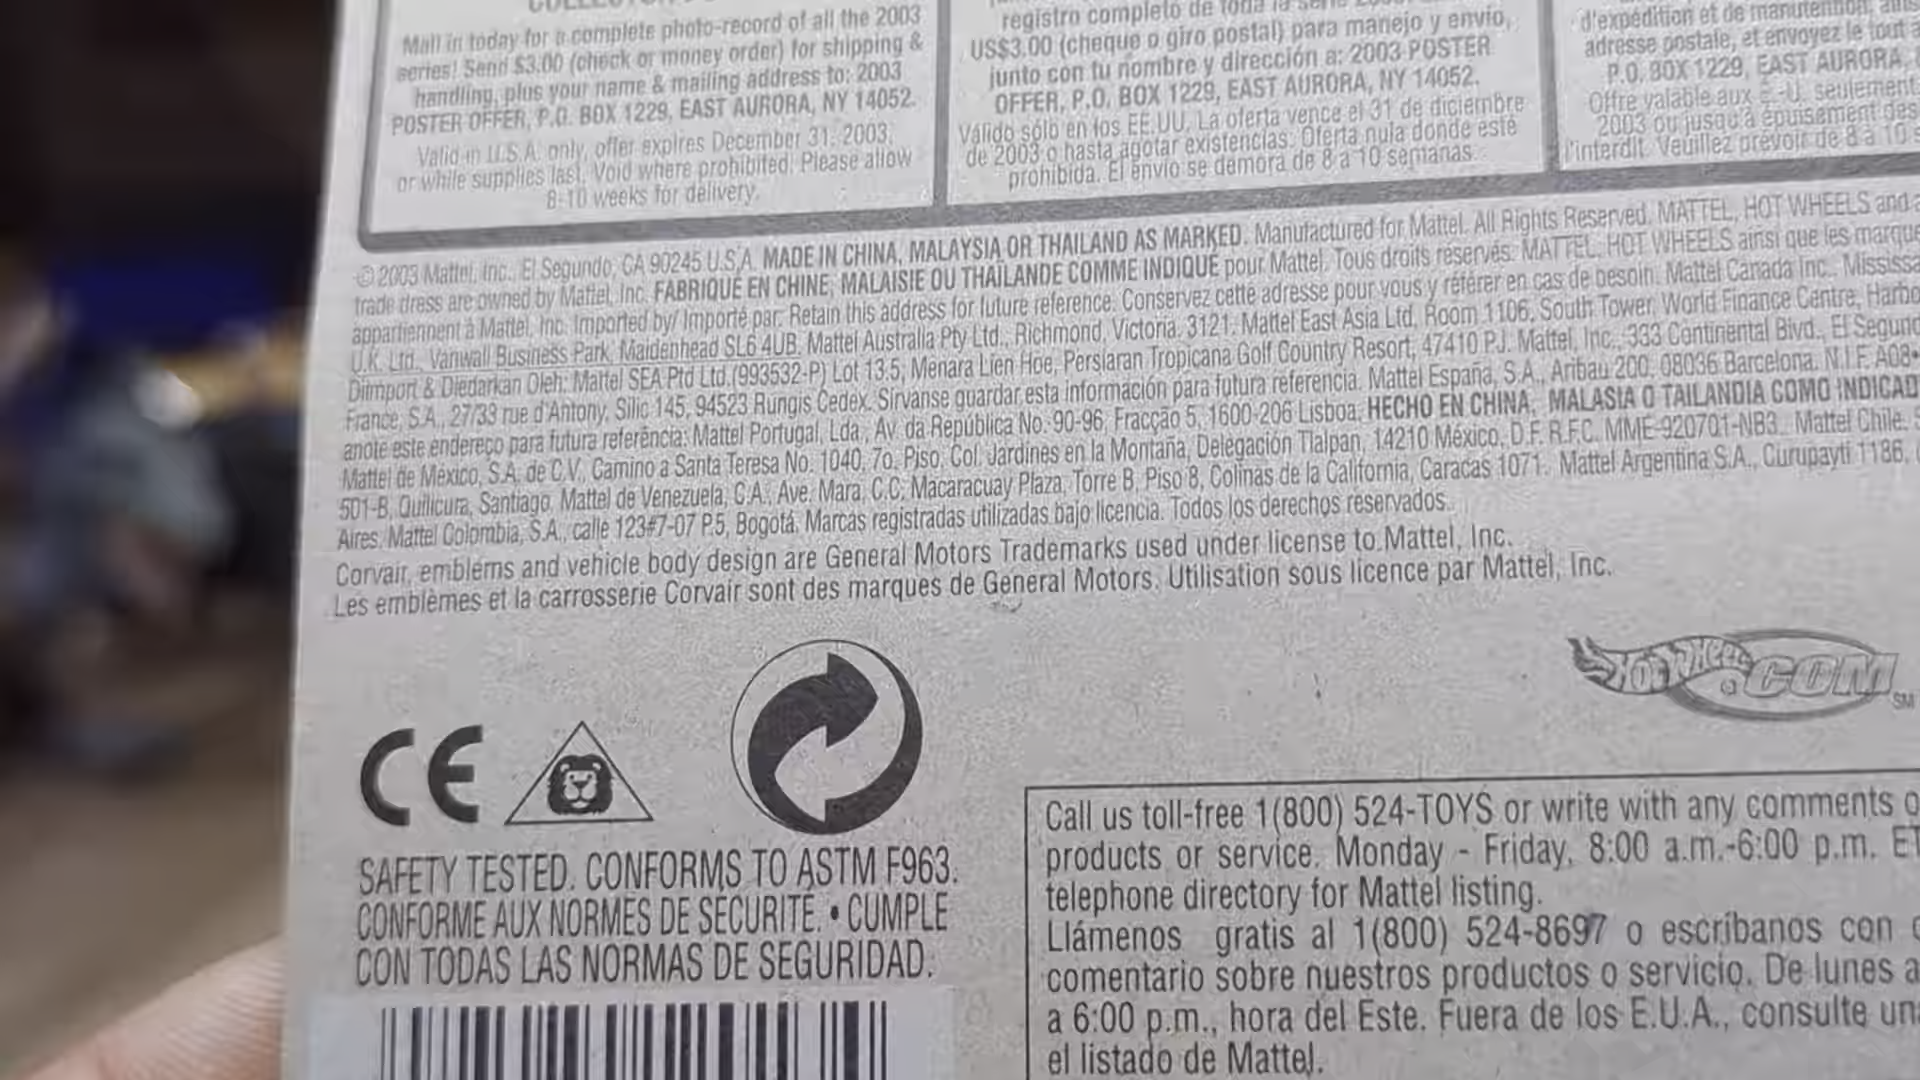 Mail in today for a complete photo-record of all the 2003
series! Send $3.00 (check or money order) for shipping &
handling, plus your name & mailing address to: 2003
POSTER OFFER, P.O. BOX 1229, EAST AURORA, NY 14052.
Valid in U.S.A. only, offer expires December 31, 2003,
or while supplies last. Void where prohibited. Please allow
8-10 weeks for delivery.
registro completo de toda la serie
US$3.00 (cheque o giro postal) para manejo y envío,
junto con tu nombre y dirección a: 2003 POSTER
OFFER, P.O. BOX 1229, EAST AURORA, NY 14052.
Válido sólo en los EE.UU. La oferta vence el 31 de diciembre
de 2003 o hasta agotar existencias. Oferta nula donde esté
prohibida. El envío se demora de 8 a 10 semanas.
d'expédition et de manutention
adresse postale, et envoyez le tout
P.O. BOX 1229, EAST AURORA,
Offre valable aux É.-U. seulement
2003 ou jusqu'à épuisement des
l'interdit. Veuillez prévoir de 8 à 10
© 2003 Mattel, Inc., El Segundo, CA 90245 U.S.A. MADE IN CHINA, MALAYSIA OR THAILAND AS MARKED. Manufactured for Mattel. All Rights Reserved. MATTEL, HOT WHEELS and
trade dress are owned by Mattel, Inc. FABRIQUÉ EN CHINE, MALAISIE OU THAÏLANDE COMME INDIQUÉ pour Mattel. Tous droits réservés. MATTEL, HOT WHEELS ainsi que les marque
appartiennent à Mattel, Inc. Imported by/ Importé par: Retain this address for future reference. Conservez cette adresse pour vous y référer en cas de besoin. Mattel Canada Inc., Mississa
U.K. Ltd., Vanwall Business Park, Maidenhead SL6 4UB. Mattel Australia Pty Ltd., Richmond, Victoria. 3121. Mattel East Asia Ltd, Room 1106, South Tower, World Finance Centre, Harbo
Diimport & Diedarkan Oleh: Mattel SEA Ptd Ltd.(993532-P) Lot 13.5, Menara Lien Hoe, Persiaran Tropicana Golf Country Resort, 47410 PJ. Mattel, Inc., 333 Continental Blvd., El Segund
France, S.A., 27/33 rue d'Antony, Silic 145, 94523 Rungis Cedex. Sírvanse guardar esta información para futura referencia. Mattel España, S.A., Aribau 200, 08036 Barcelona. N.I.F. A08
anote este endereço para futura referência: Mattel Portugal, Lda., Av. da República No. 90-96, Fracção 5, 1600-206 Lisboa. HECHO EN CHINA, MALASIA O TAILANDIA COMO INDICAD
Mattel de México, S.A. de C.V., Camino a Santa Teresa No. 1040, 7o. Piso, Col. Jardines en la Montaña, Delegación Tlalpan, 14210 México, D.F. R.F.C. MME-920701-NB3. Mattel Chile,
501-B, Quilicura, Santiago. Mattel de Venezuela, C.A., Ave. Mara, C.C. Macaracuay Plaza, Torre B, Piso 8, Colinas de la California, Caracas 1071. Mattel Argentina S.A., Curupaytí 1186,
Aires. Mattel Colombia, S.A., calle 123#7-07 P.5, Bogotá. Marcas registradas utilizadas bajo licencia. Todos los derechos reservados.
Corvair, emblems and vehicle body design are General Motors Trademarks used under license to Mattel, Inc.
Les emblèmes et la carrosserie Corvair sont des marques de General Motors. Utilisation sous licence par Mattel, Inc.
HotWheels.COM SM
CE
SAFETY TESTED. CONFORMS TO ASTM F963.
CONFORME AUX NORMES DE SÉCURITÉ. • CUMPLE
CON TODAS LAS NORMAS DE SEGURIDAD.
Call us toll-free 1(800) 524-TOYS or write with any comments
products or service. Monday - Friday, 8:00 a.m.-6:00 p.m. ET
telephone directory for Mattel listing.
Llámenos gratis al 1(800) 524-8697 o escríbanos con
comentario sobre nuestros productos o servicio. De lunes a
a 6:00 p.m., hora del Este. Fuera de los E.U.A., consulte un
el listado de Mattel.